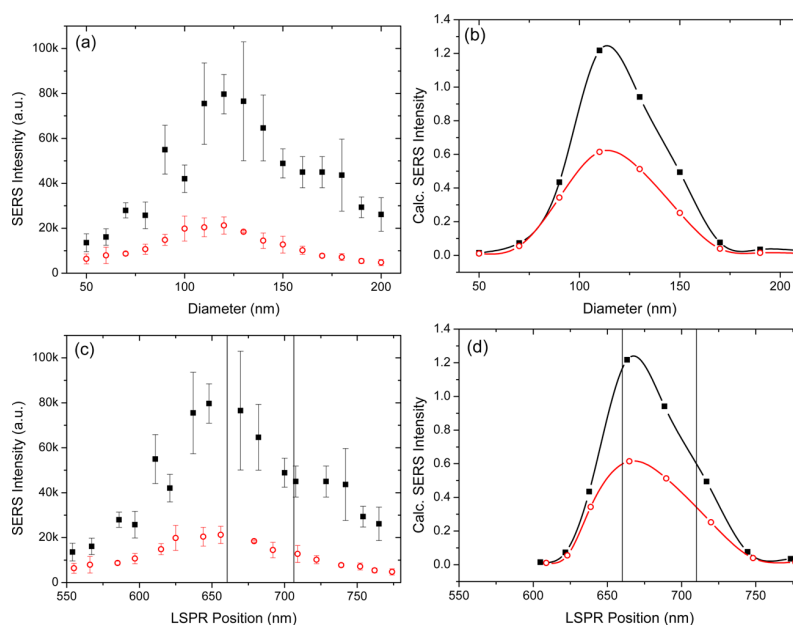 (a)
100k
80k
60k
40k
20k
0
SERS Intesnity (a.u.)
50
100
150
200
Diameter (nm)
(b)
1.4
1.2
1.0
0.8
0.6
0.4
0.2
0.0
Calc. SERS Intensity
50
100
150
200
Diameter (nm)
(c)
100k
80k
60k
40k
20k
0
SERS Intensity (a.u.)
550
600
650
700
750
LSPR Position (nm)
(d)
1.4
1.2
1.0
0.8
0.6
0.4
0.2
0.0
Calc. SERS Intensity
550
600
650
700
750
LSPR Position (nm)